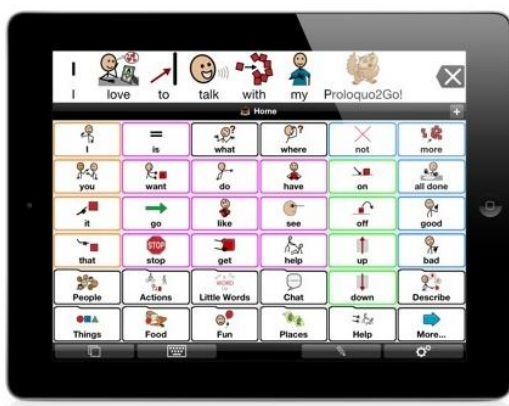 I love to talk with my Proloquo2Go!
Home
I is what where not more
you want do have on all done
it go like see off good
that stop get help up bad
People Actions Little Words Chat down Describe
Things Food Fun Places Help More...